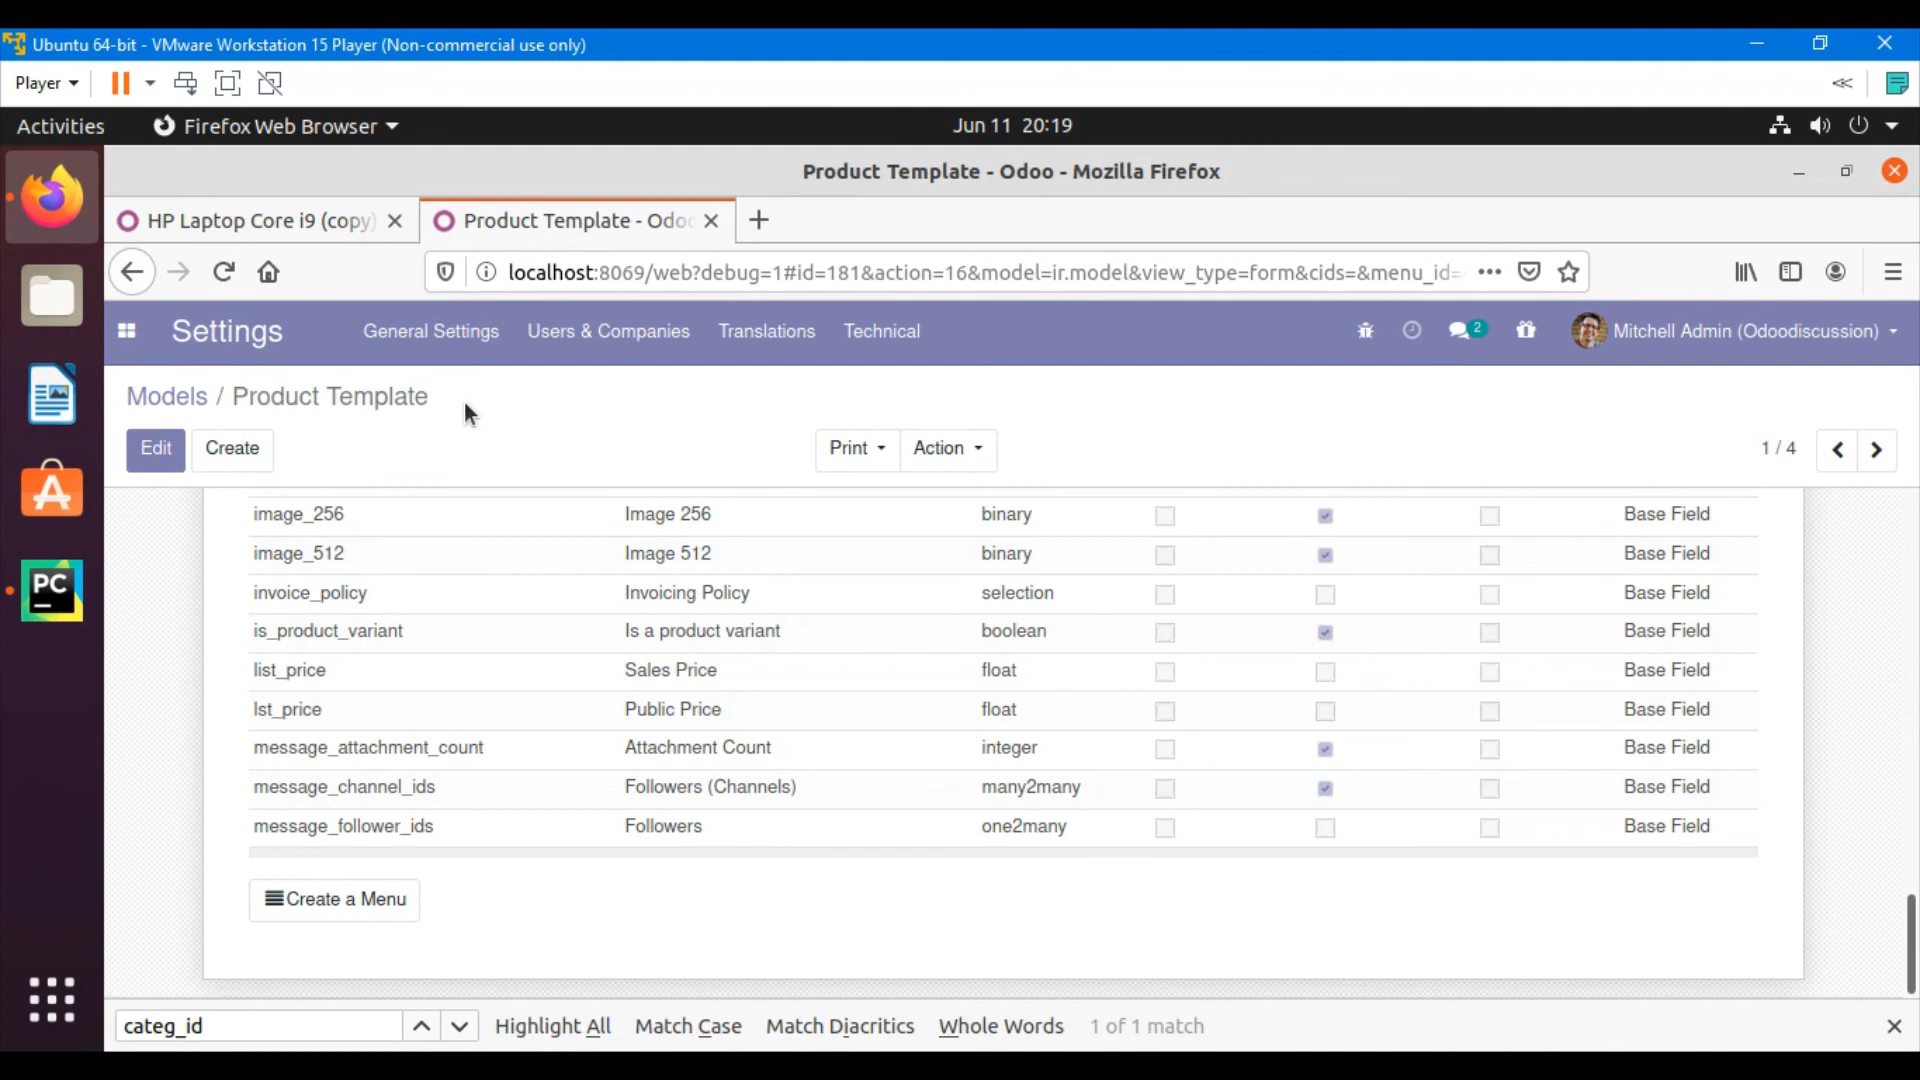 Ubuntu 64-bit - VMware Workstation 15 Player (Non-commercial use only)
Player
Activities
Firefox Web Browser
Jun 11 20:19
Product Template - Odoo - Mozilla Firefox
HP Laptop Core i9 (copy)
Product Template - Odoo
localhost:8069/web?debug=1#id=181&action=16&model=ir.model&view_type=form&cids=&menu_id=
Settings
General Settings
Users & Companies
Translations
Technical
2
Mitchell Admin (Odoodiscussion)
Models / Product Template
Edit
Create
Print
Action
1 / 4
image_256 Image 256 binary Base Field
image_512 Image 512 binary Base Field
invoice_policy Invoicing Policy selection Base Field
is_product_variant Is a product variant boolean Base Field
list_price Sales Price float Base Field
lst_price Public Price float Base Field
message_attachment_count Attachment Count integer Base Field
message_channel_ids Followers (Channels) many2many Base Field
message_follower_ids Followers one2many Base Field
Create a Menu
PC
categ_id
Highlight All
Match Case
Match Diacritics
Whole Words
1 of 1 match